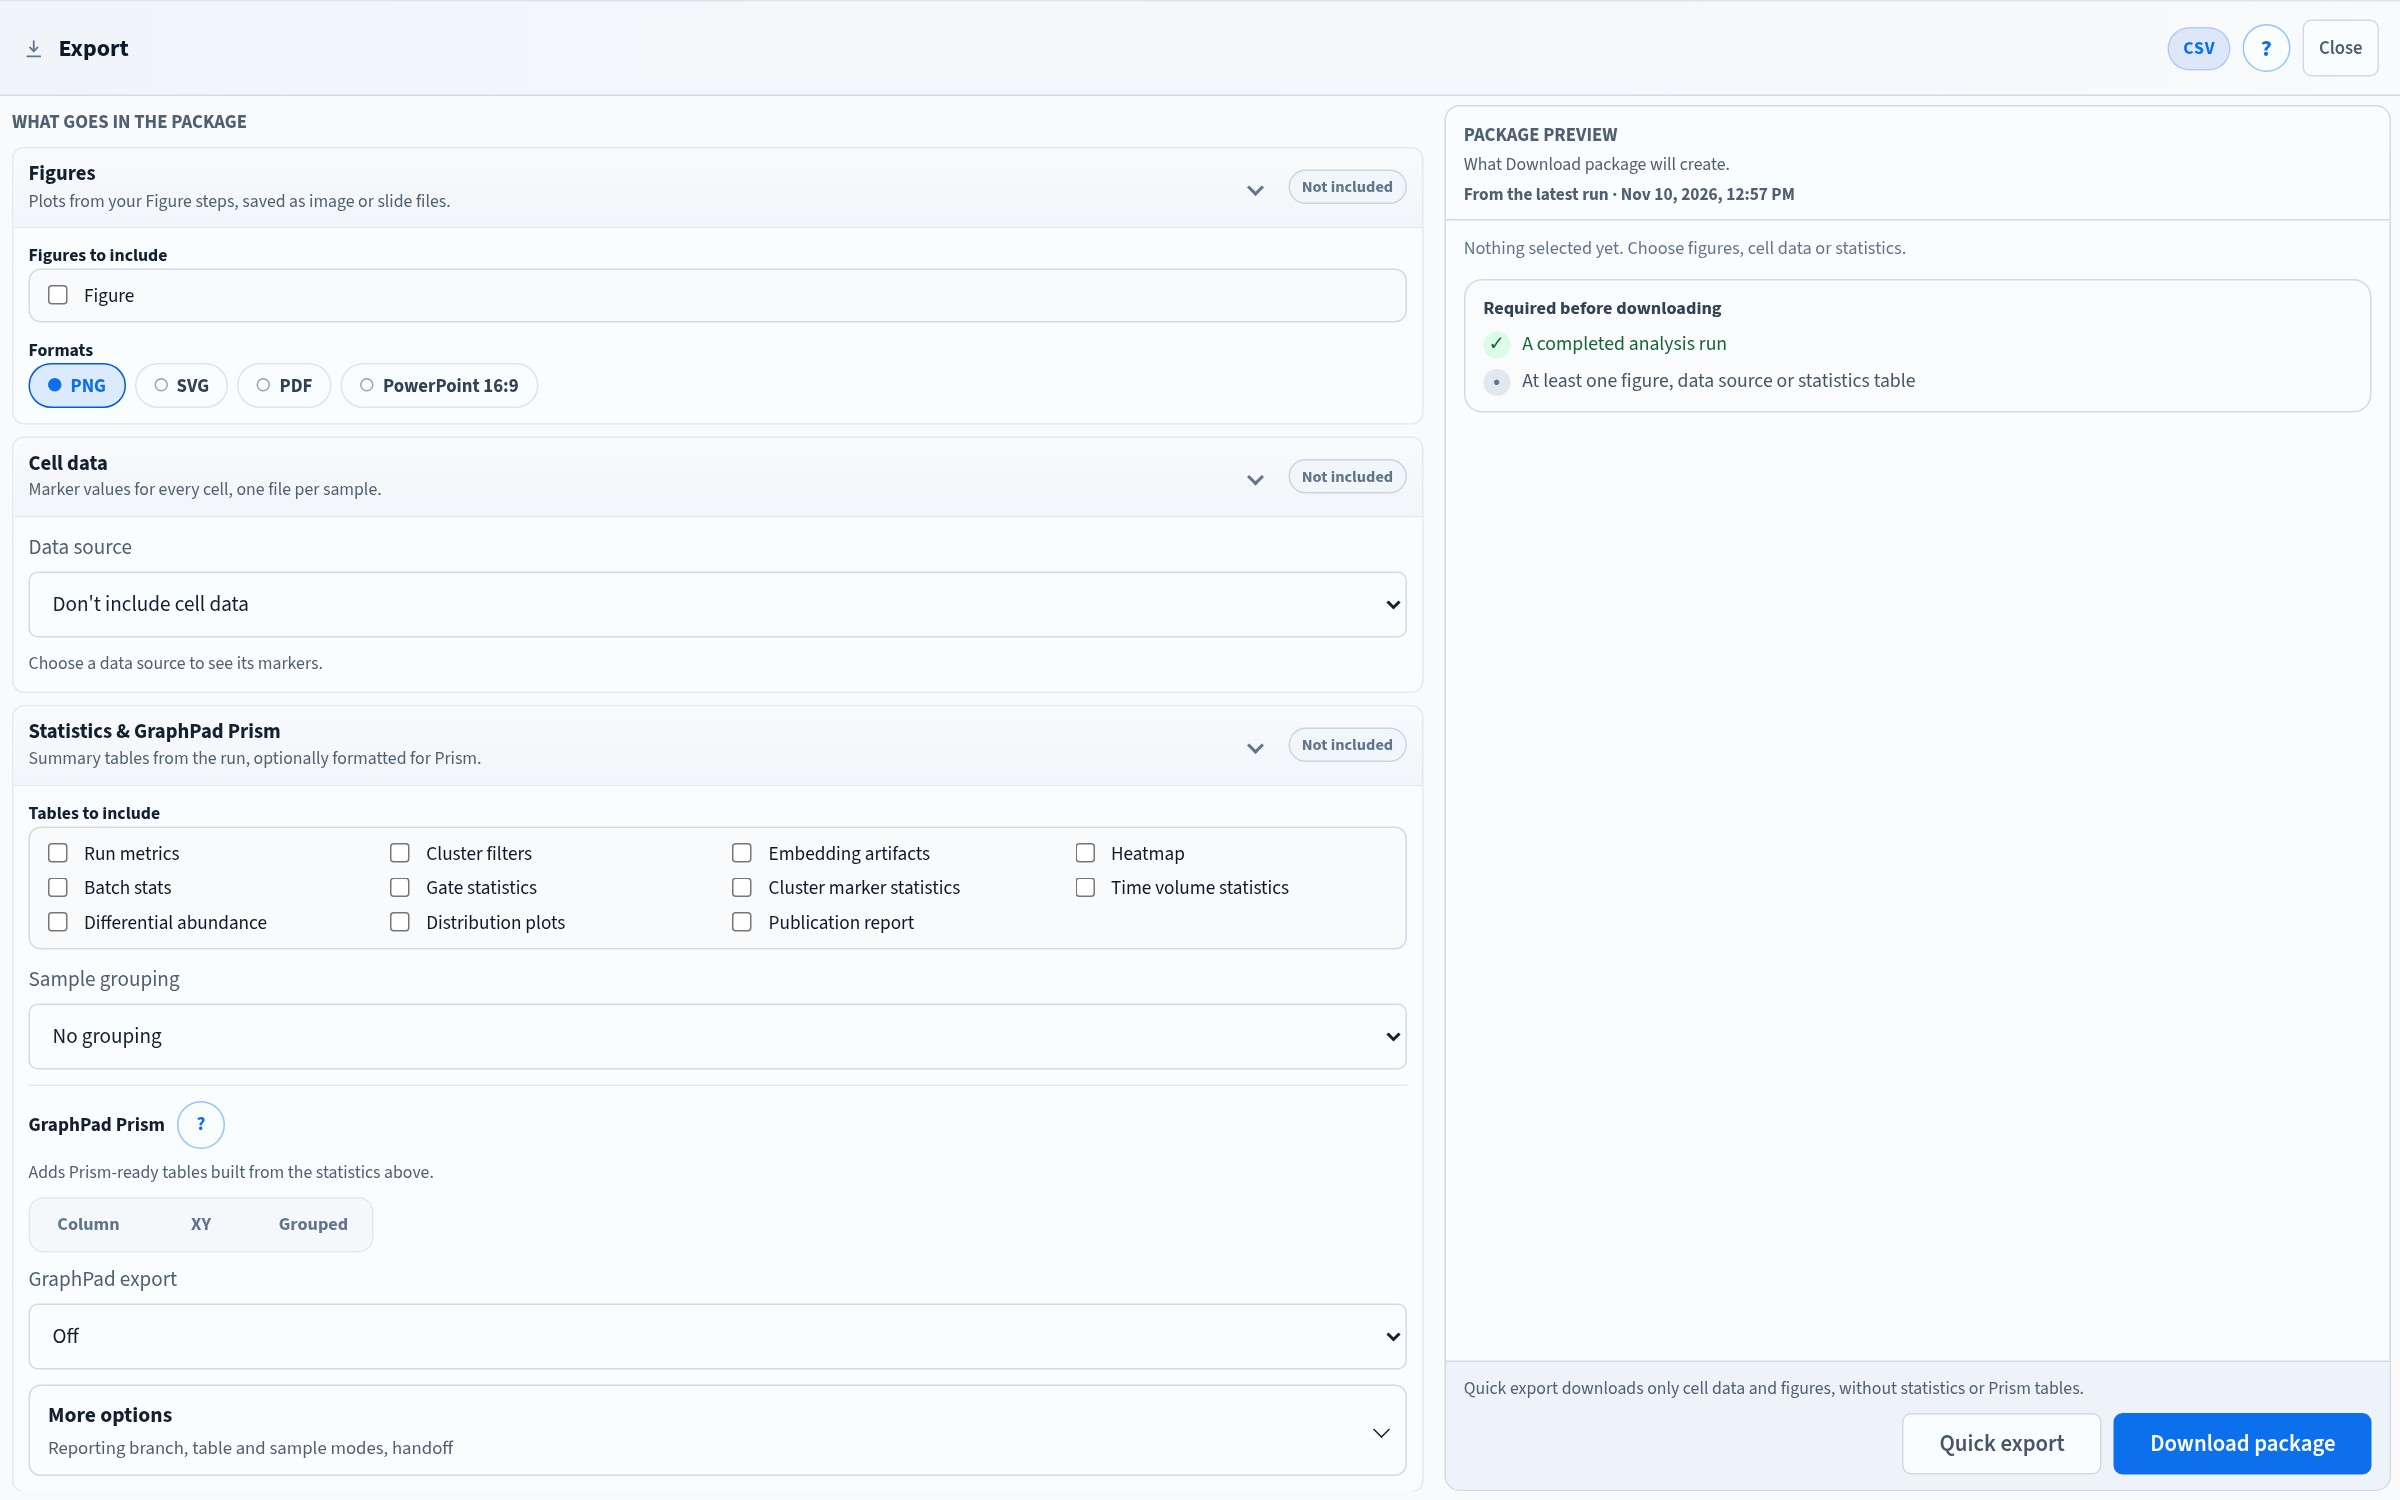 Export
CSV
?
Close
WHAT GOES IN THE PACKAGE
Figures
Plots from your Figure steps, saved as image or slide files.
Not included
Figures to include
Figure
Formats
PNG
SVG
PDF
PowerPoint 16:9
Cell data
Marker values for every cell, one file per sample.
Not included
Data source
Don't include cell data
Choose a data source to see its markers.
Statistics & GraphPad Prism
Summary tables from the run, optionally formatted for Prism.
Not included
Tables to include
Run metrics
Cluster filters
Embedding artifacts
Heatmap
Batch stats
Gate statistics
Cluster marker statistics
Time volume statistics
Differential abundance
Distribution plots
Publication report
Sample grouping
No grouping
GraphPad Prism
?
Adds Prism-ready tables built from the statistics above.
Column
XY
Grouped
GraphPad export
Off
More options
Reporting branch, table and sample modes, handoff
PACKAGE PREVIEW
What Download package will create.
From the latest run · Nov 10, 2026, 12:57 PM
Nothing selected yet. Choose figures, cell data or statistics.
Required before downloading
✓ A completed analysis run
• At least one figure, data source or statistics table
Quick export downloads only cell data and figures, without statistics or Prism tables.
Quick export
Download package